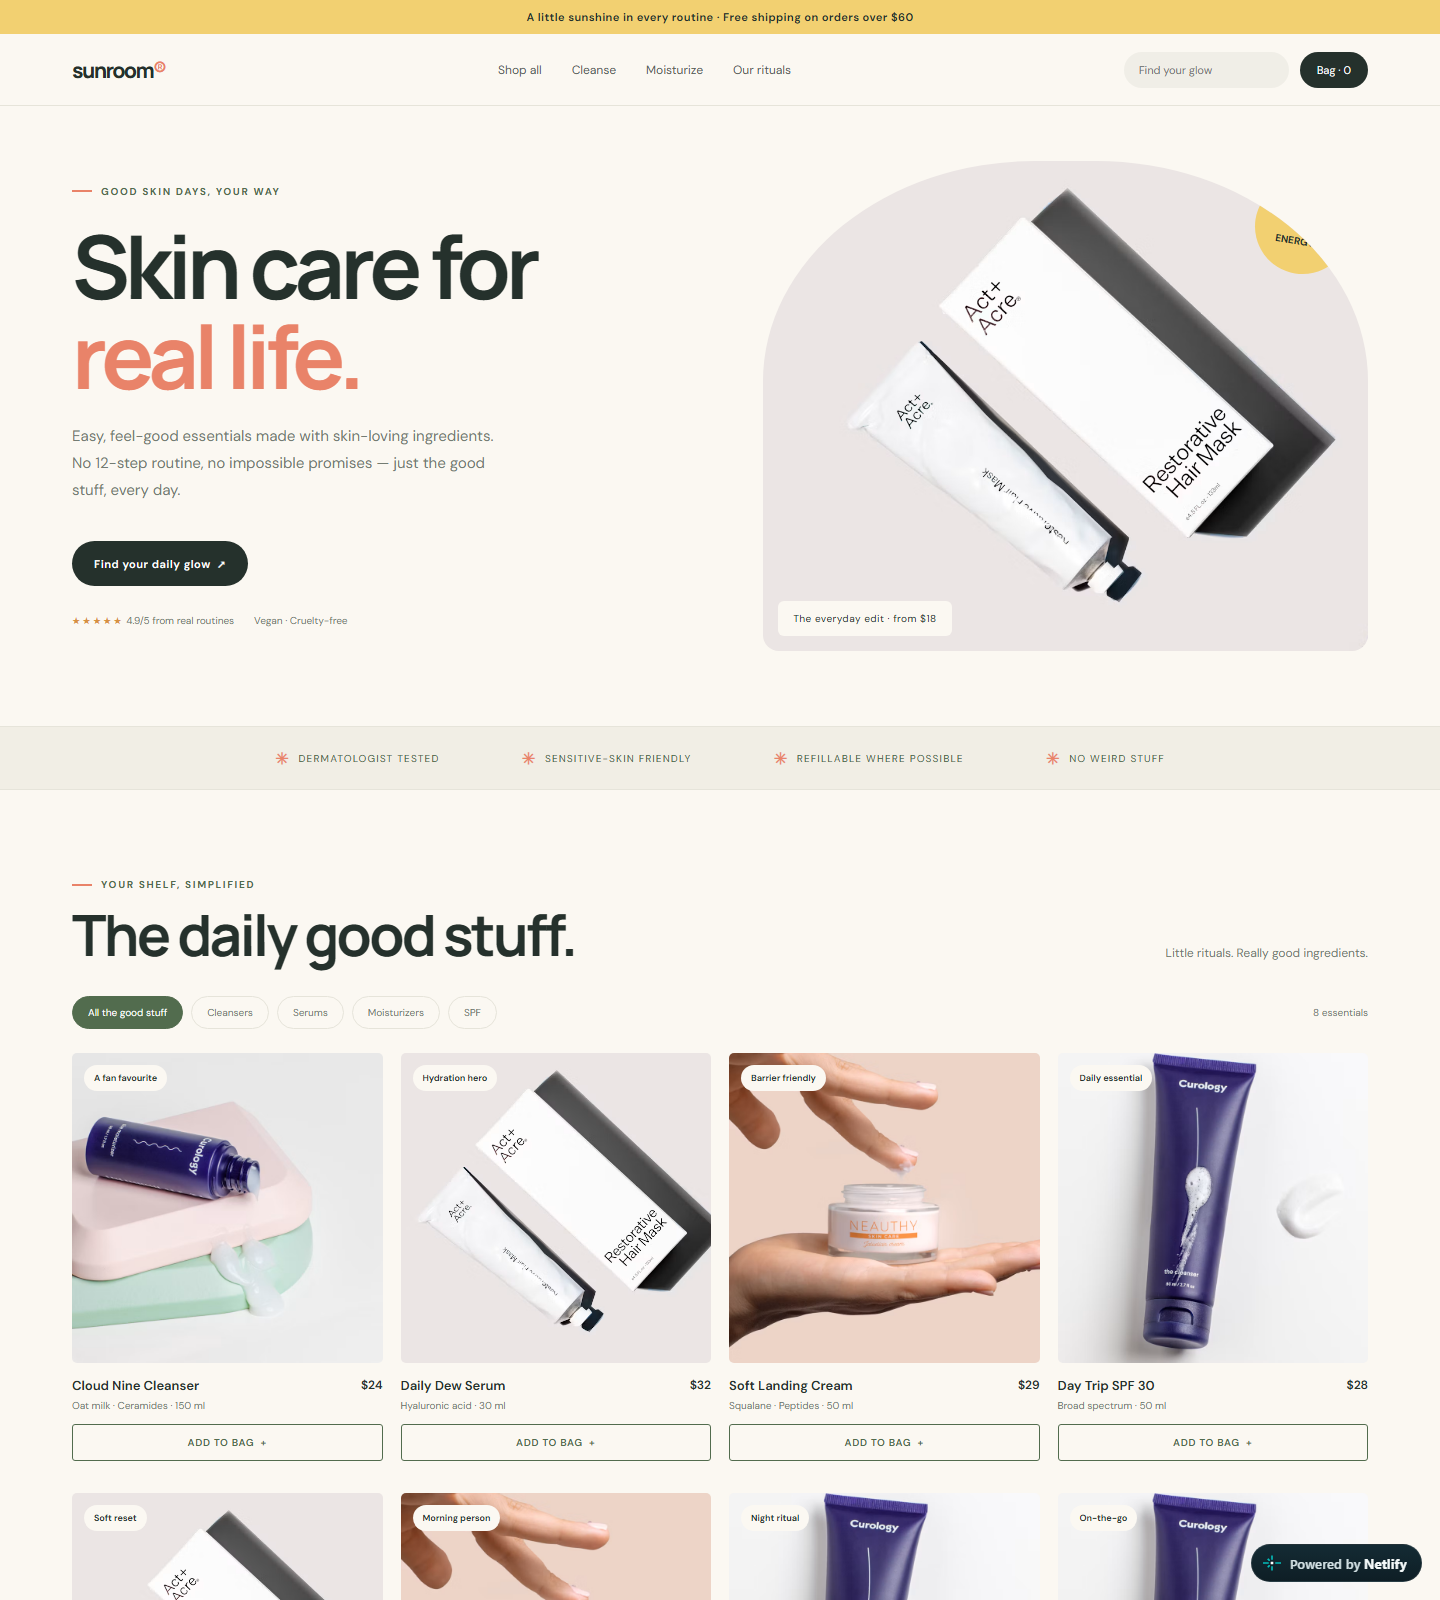 A little sunshine in every routine · Free shipping on orders over $60
sunroom®
Shop all
Cleanse
Moisturize
Our rituals
Find your glow
Bag · 0
GOOD SKIN DAYS, YOUR WAY
Skin care for
real life.
Easy, feel-good essentials made with skin-loving ingredients.
No 12-step routine, no impossible promises — just the good
stuff, every day.
Find your daily glow ↗
★★★★★ 4.9/5 from real routines
Vegan · Cruelty-free
Act+
Acre®
Restorative
Hair Mask
Act+
Acre®
Restorative Hair Mask
The everyday edit · from $18
DERMATOLOGIST TESTED
SENSITIVE-SKIN FRIENDLY
REFILLABLE WHERE POSSIBLE
NO WEIRD STUFF
YOUR SHELF, SIMPLIFIED
The daily good stuff.
Little rituals. Really good ingredients.
All the good stuff
Cleansers
Serums
Moisturizers
SPF
8 essentials
A fan favourite
Curology
Hydration hero
Act+
Acre®
Restorative
Hair Mask
Act+
Acre®
Barrier friendly
NEAUTHY
SKIN CARE
Daily essential
Curology
the cleanser
Cloud Nine Cleanser
$24
Oat milk · Ceramides · 150 ml
ADD TO BAG +
Daily Dew Serum
$32
Hyaluronic acid · 30 ml
ADD TO BAG +
Soft Landing Cream
$29
Squalane · Peptides · 50 ml
ADD TO BAG +
Day Trip SPF 30
$28
Broad spectrum · 50 ml
ADD TO BAG +
Soft reset
Act+
Acre®
Morning person
Night ritual
Curology
On-the-go
Curology
Powered by Netlify